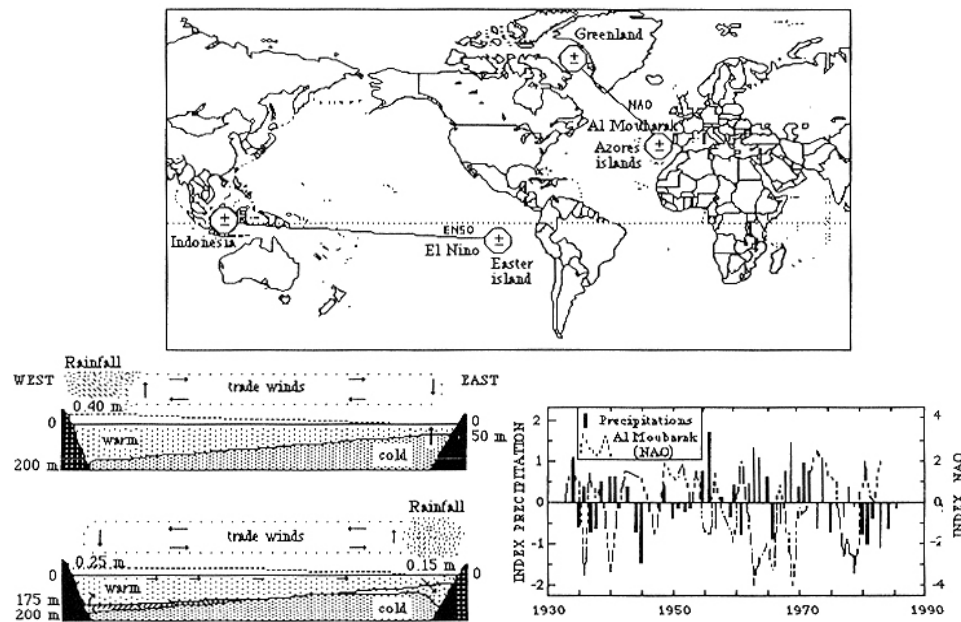 Greenland
±
NAO
Al Moubarak
Azores
islands
±
±
Indonesia
ENSO
El Nino
±
Easter
island
Rainfall
WEST
trade winds
EAST
0.40 m
0
0
warm
50 m
cold
200 m
Rainfall
trade winds
0.25 m
0.15 m
0
0
warm
175 m
cold
200 m
Precipitations
Al Moubarak
(NAO)
INDEX PRECIPITATION
2
1
0
-1
-2
4
2
0
-2
-4
INDEX NAO
1930
1950
1970
1990